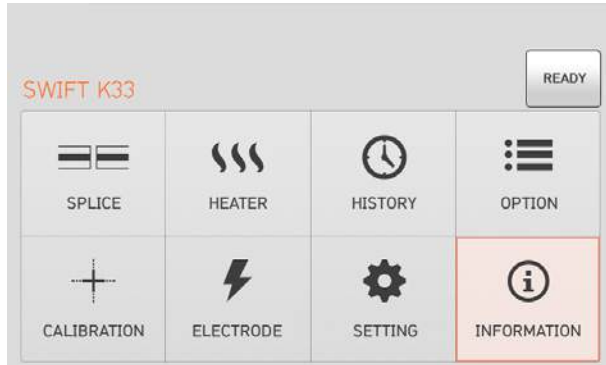 READY
SWIFT K33
SPLICE HEATER HISTORY OPTION
CALIBRATION ELECTRODE SETTING INFORMATION